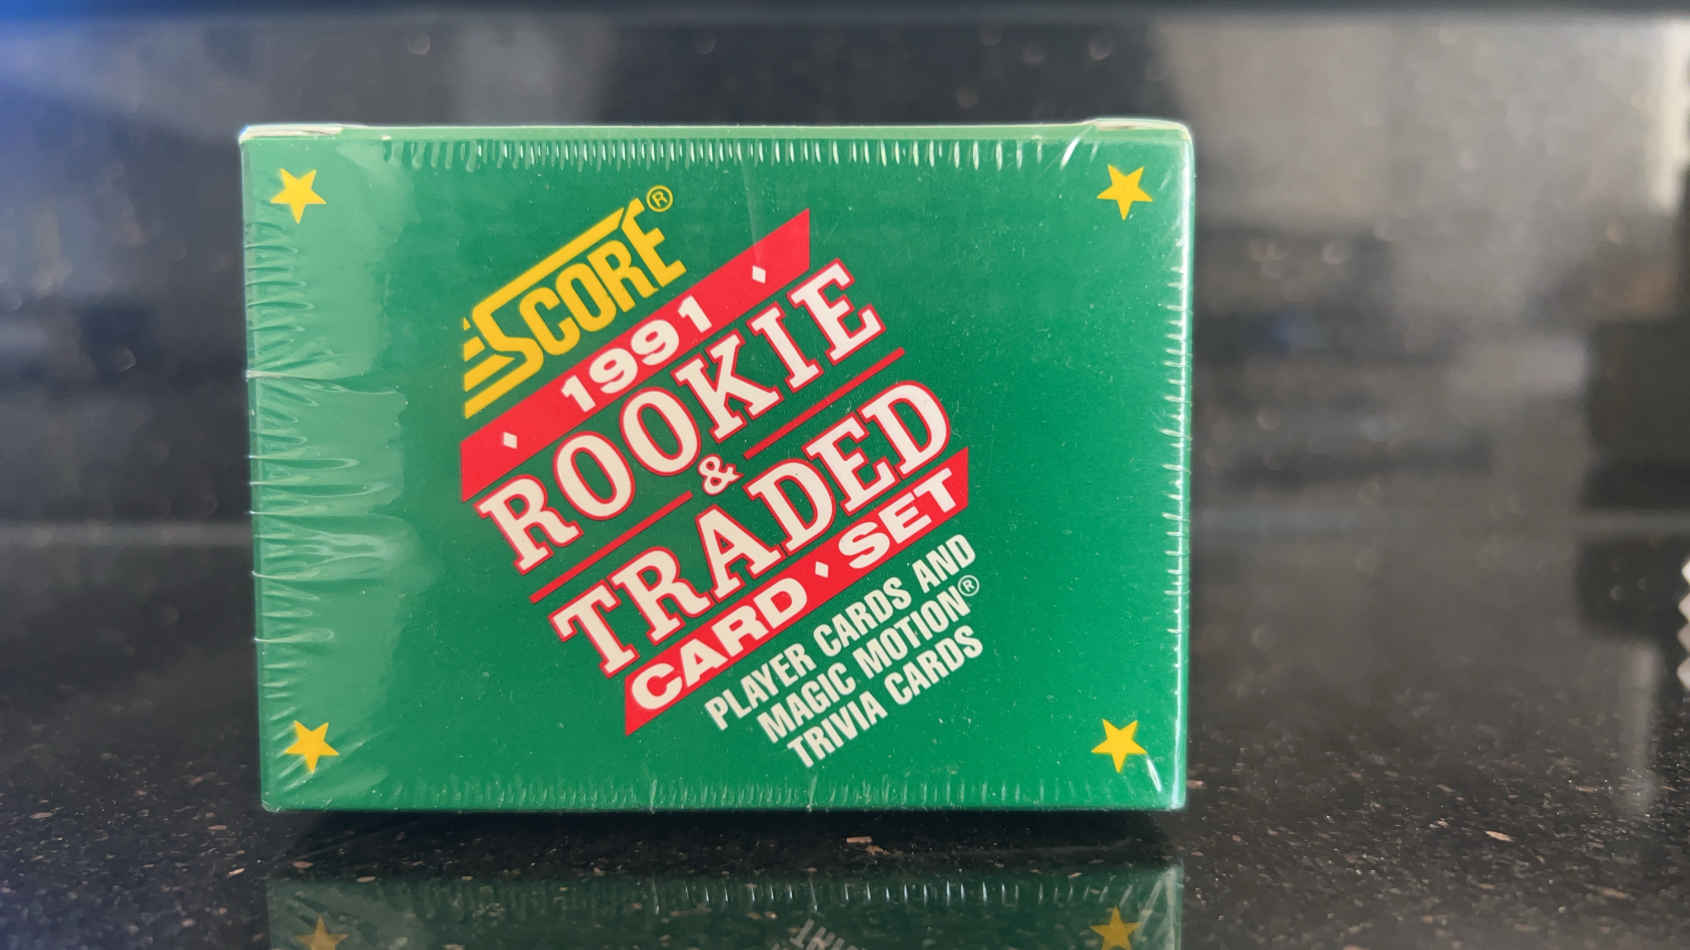 SCORE®
1991
ROOKIE
&
TRADED
CARD · SET
PLAYER CARDS AND
MAGIC MOTION®
TRIVIA CARDS